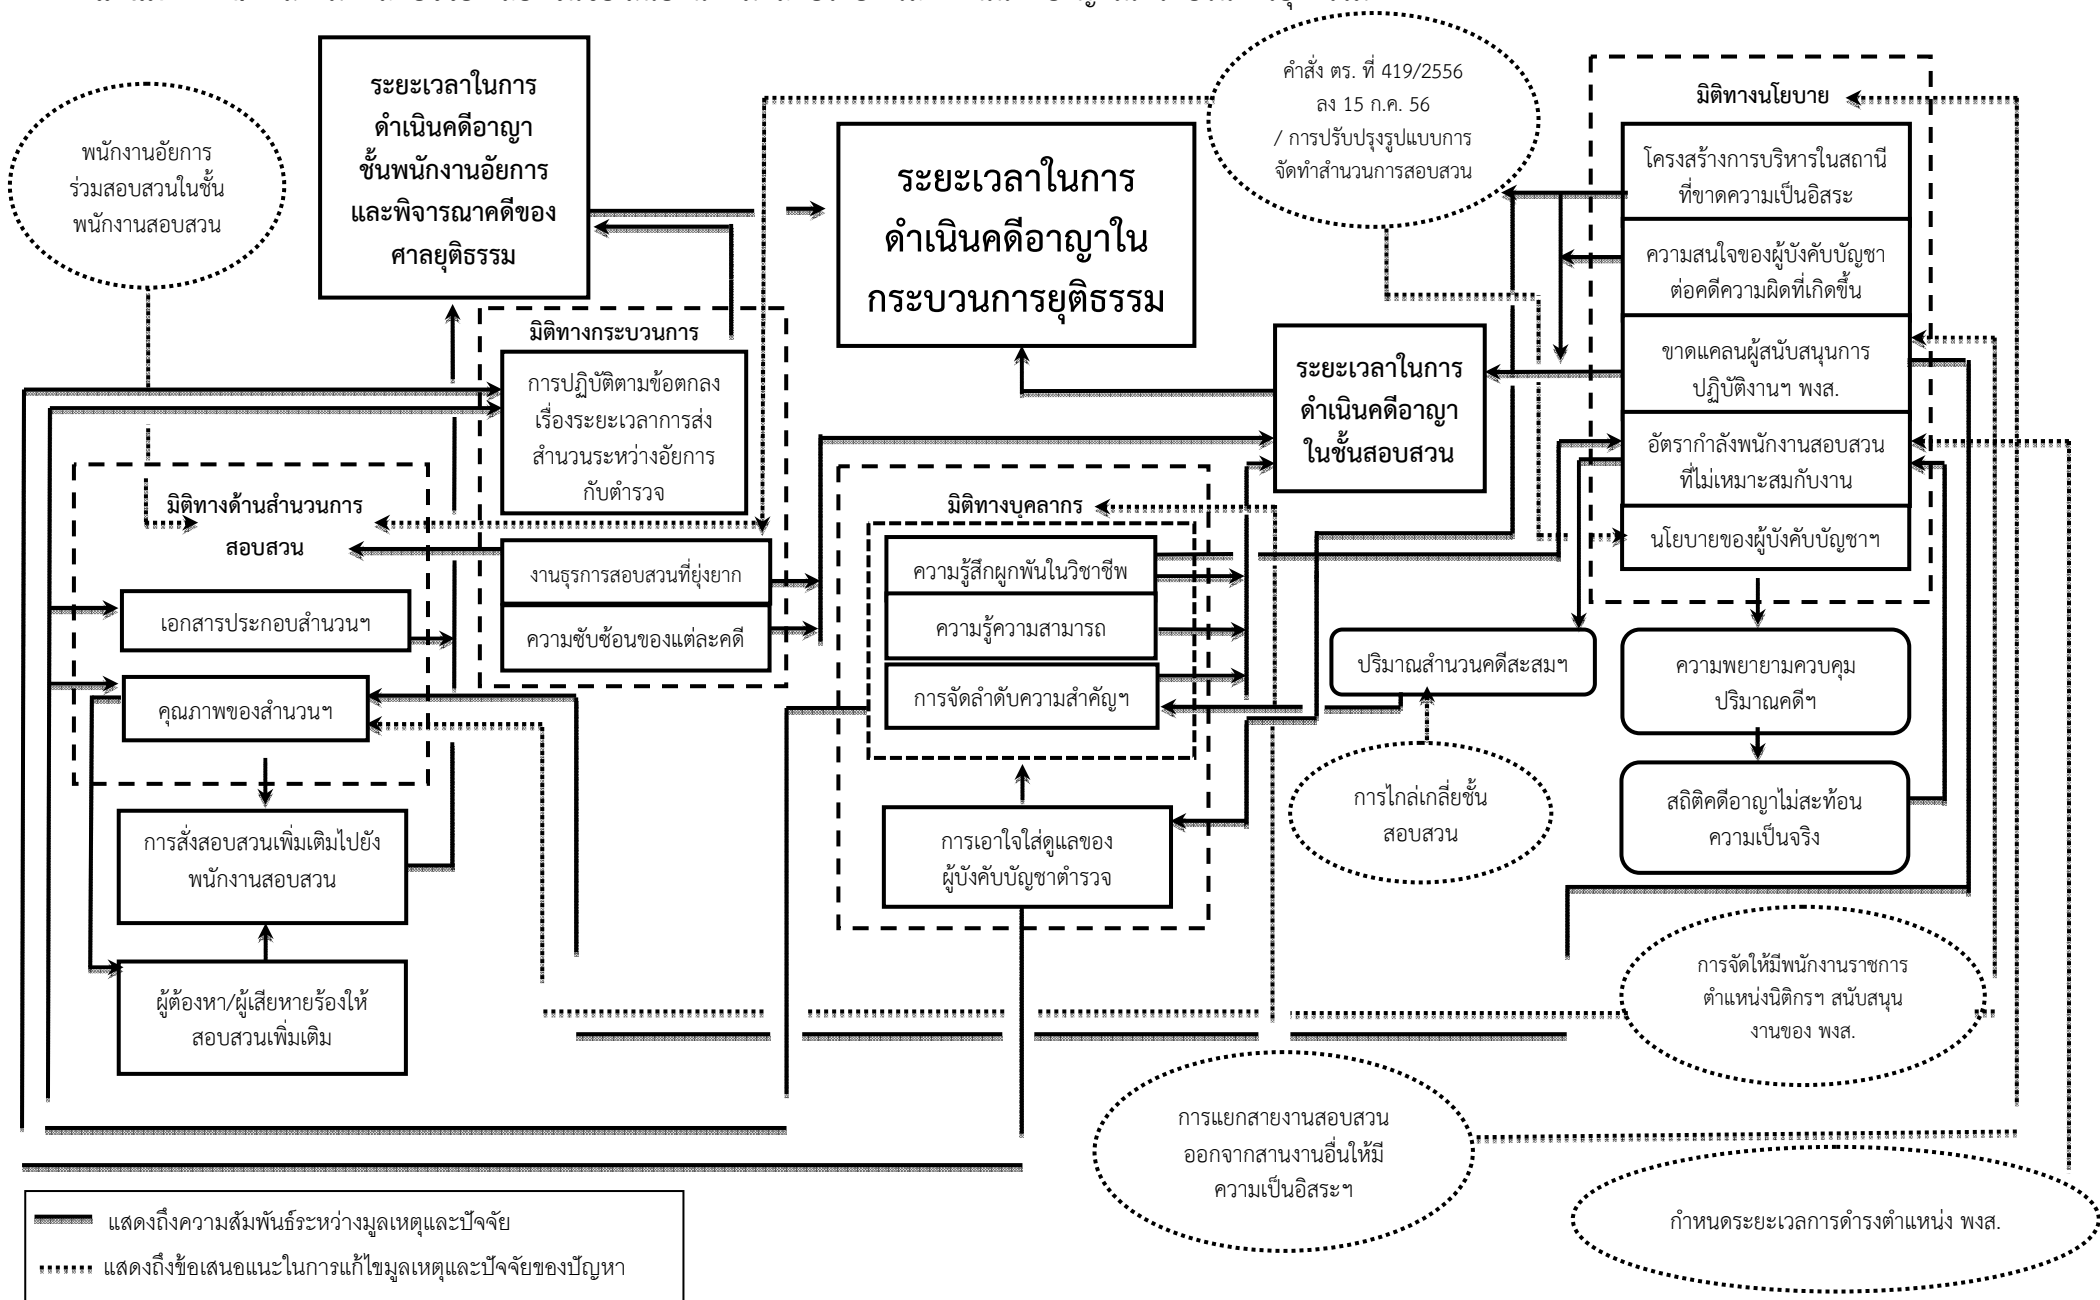 ระยะเวลาในการ
ดำเนินคดีอาญา
ชั้นพนักงานอัยการ
และพิจารณาคดีของ
ศาลยุติธรรม
คำสั่ง ตร. ที่ 419/2556
ลง 15 ก.ค. 56
/ การปรับปรุงรูปแบบการ
จัดทำสำนวนการสอบสวน
พนักงานอัยการ
ร่วมสอบสวนในชั้น
พนักงานสอบสวน
ระยะเวลาในการ
ดำเนินคดีอาญาใน
กระบวนการยุติธรรม
มิติทางนโยบาย
โครงสร้างการบริหารในสถานี
ที่ขาดความเป็นอิสระ
ความสนใจของผู้บังคับบัญชา
ต่อคดีความผิดที่เกิดขึ้น
ขาดแคลนผู้สนับสนุนการ
ปฏิบัติงานฯ พงส.
อัตรากำลังพนักงานสอบสวน
ที่ไม่เหมาะสมกับงาน
นโยบายของผู้บังคับบัญชาฯ
มิติทางกระบวนการ
การปฏิบัติตามข้อตกลง
เรื่องระยะเวลาการส่ง
สำนวนระหว่างอัยการ
กับตำรวจ
งานธุรการสอบสวนที่ยุ่งยาก
ความซับซ้อนของแต่ละคดี
ระยะเวลาในการ
ดำเนินคดีอาญา
ในชั้นสอบสวน
มิติทางด้านสำนวนการ
สอบสวน
เอกสารประกอบสำนวนฯ
คุณภาพของสำนวนฯ
การสั่งสอบสวนเพิ่มเติมไปยัง
พนักงานสอบสวน
ผู้ต้องหา/ผู้เสียหายร้องให้
สอบสวนเพิ่มเติม
มิติทางบุคลากร
ความรู้สึกผูกพันในวิชาชีพ
ความรู้ความสามารถ
การจัดลำดับความสำคัญฯ
การเอาใจใส่ดูแลของ
ผู้บังคับบัญชาตำรวจ
ปริมาณสำนวนคดีสะสมฯ
ความพยายามควบคุม
ปริมาณคดีฯ
สถิติคดีอาญาไม่สะท้อน
ความเป็นจริง
การไกล่เกลี่ยชั้น
สอบสวน
การจัดให้มีพนักงานราชการ
ตำแหน่งนิติกรฯ สนับสนุน
งานของ พงส.
การแยกสายงานสอบสวน
ออกจากสานงานอื่นให้มี
ความเป็นอิสระฯ
กำหนดระยะเวลการดำรงตำแหน่ง พงส.
แสดงถึงความสัมพันธ์ระหว่างมูลเหตุและปัจจัย
แสดงถึงข้อเสนอแนะในการแก้ไขมูลเหตุและปัจจัยของปัญหา